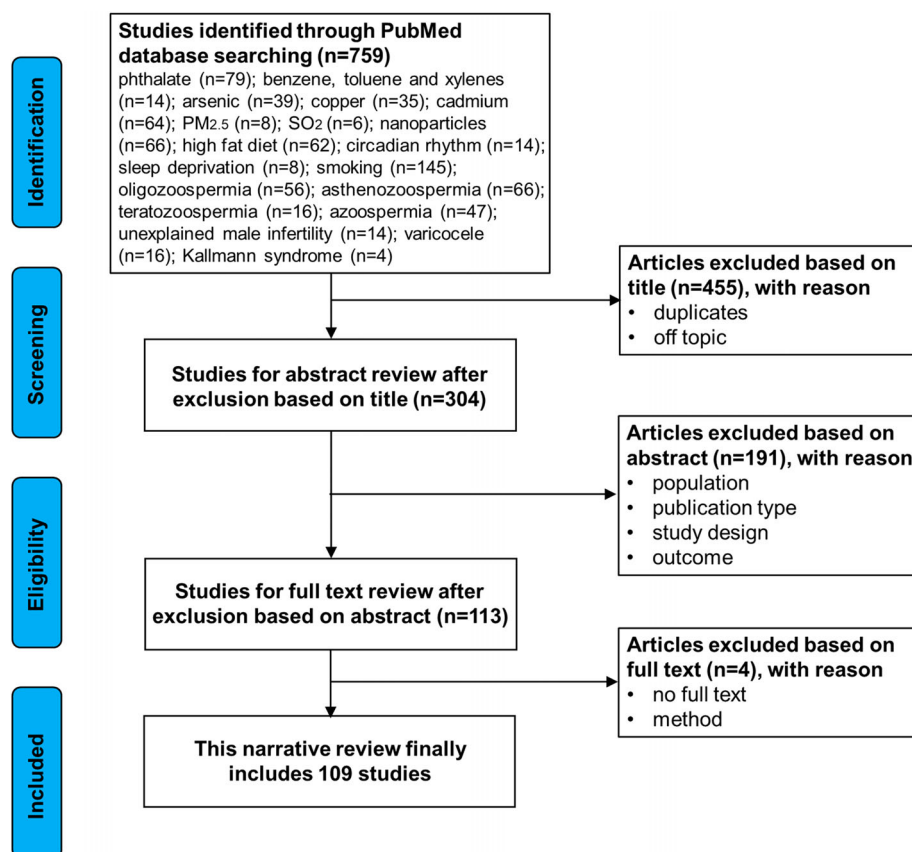 Identification
Studies identified through PubMed
database searching (n=759)
phthalate (n=79); benzene, toluene and xylenes
(n=14); arsenic (n=39); copper (n=35); cadmium
(n=64); PM2.5 (n=8); SO2 (n=6); nanoparticles
(n=66); high fat diet (n=62); circadian rhythm (n=14);
sleep deprivation (n=8); smoking (n=145);
oligozoospermia (n=56); asthenozoospermia (n=66);
teratozoospermia (n=16); azoospermia (n=47);
unexplained male infertility (n=14); varicocele
(n=16); Kallmann syndrome (n=4)
Screening
Articles excluded based on
title (n=455), with reason
• duplicates
• off topic
Studies for abstract review after
exclusion based on title (n=304)
Eligibility
Articles excluded based on
abstract (n=191), with reason
• population
• publication type
• study design
• outcome
Studies for full text review after
exclusion based on abstract (n=113)
Included
Articles excluded based on
full text (n=4), with reason
• no full text
• method
This narrative review finally
includes 109 studies